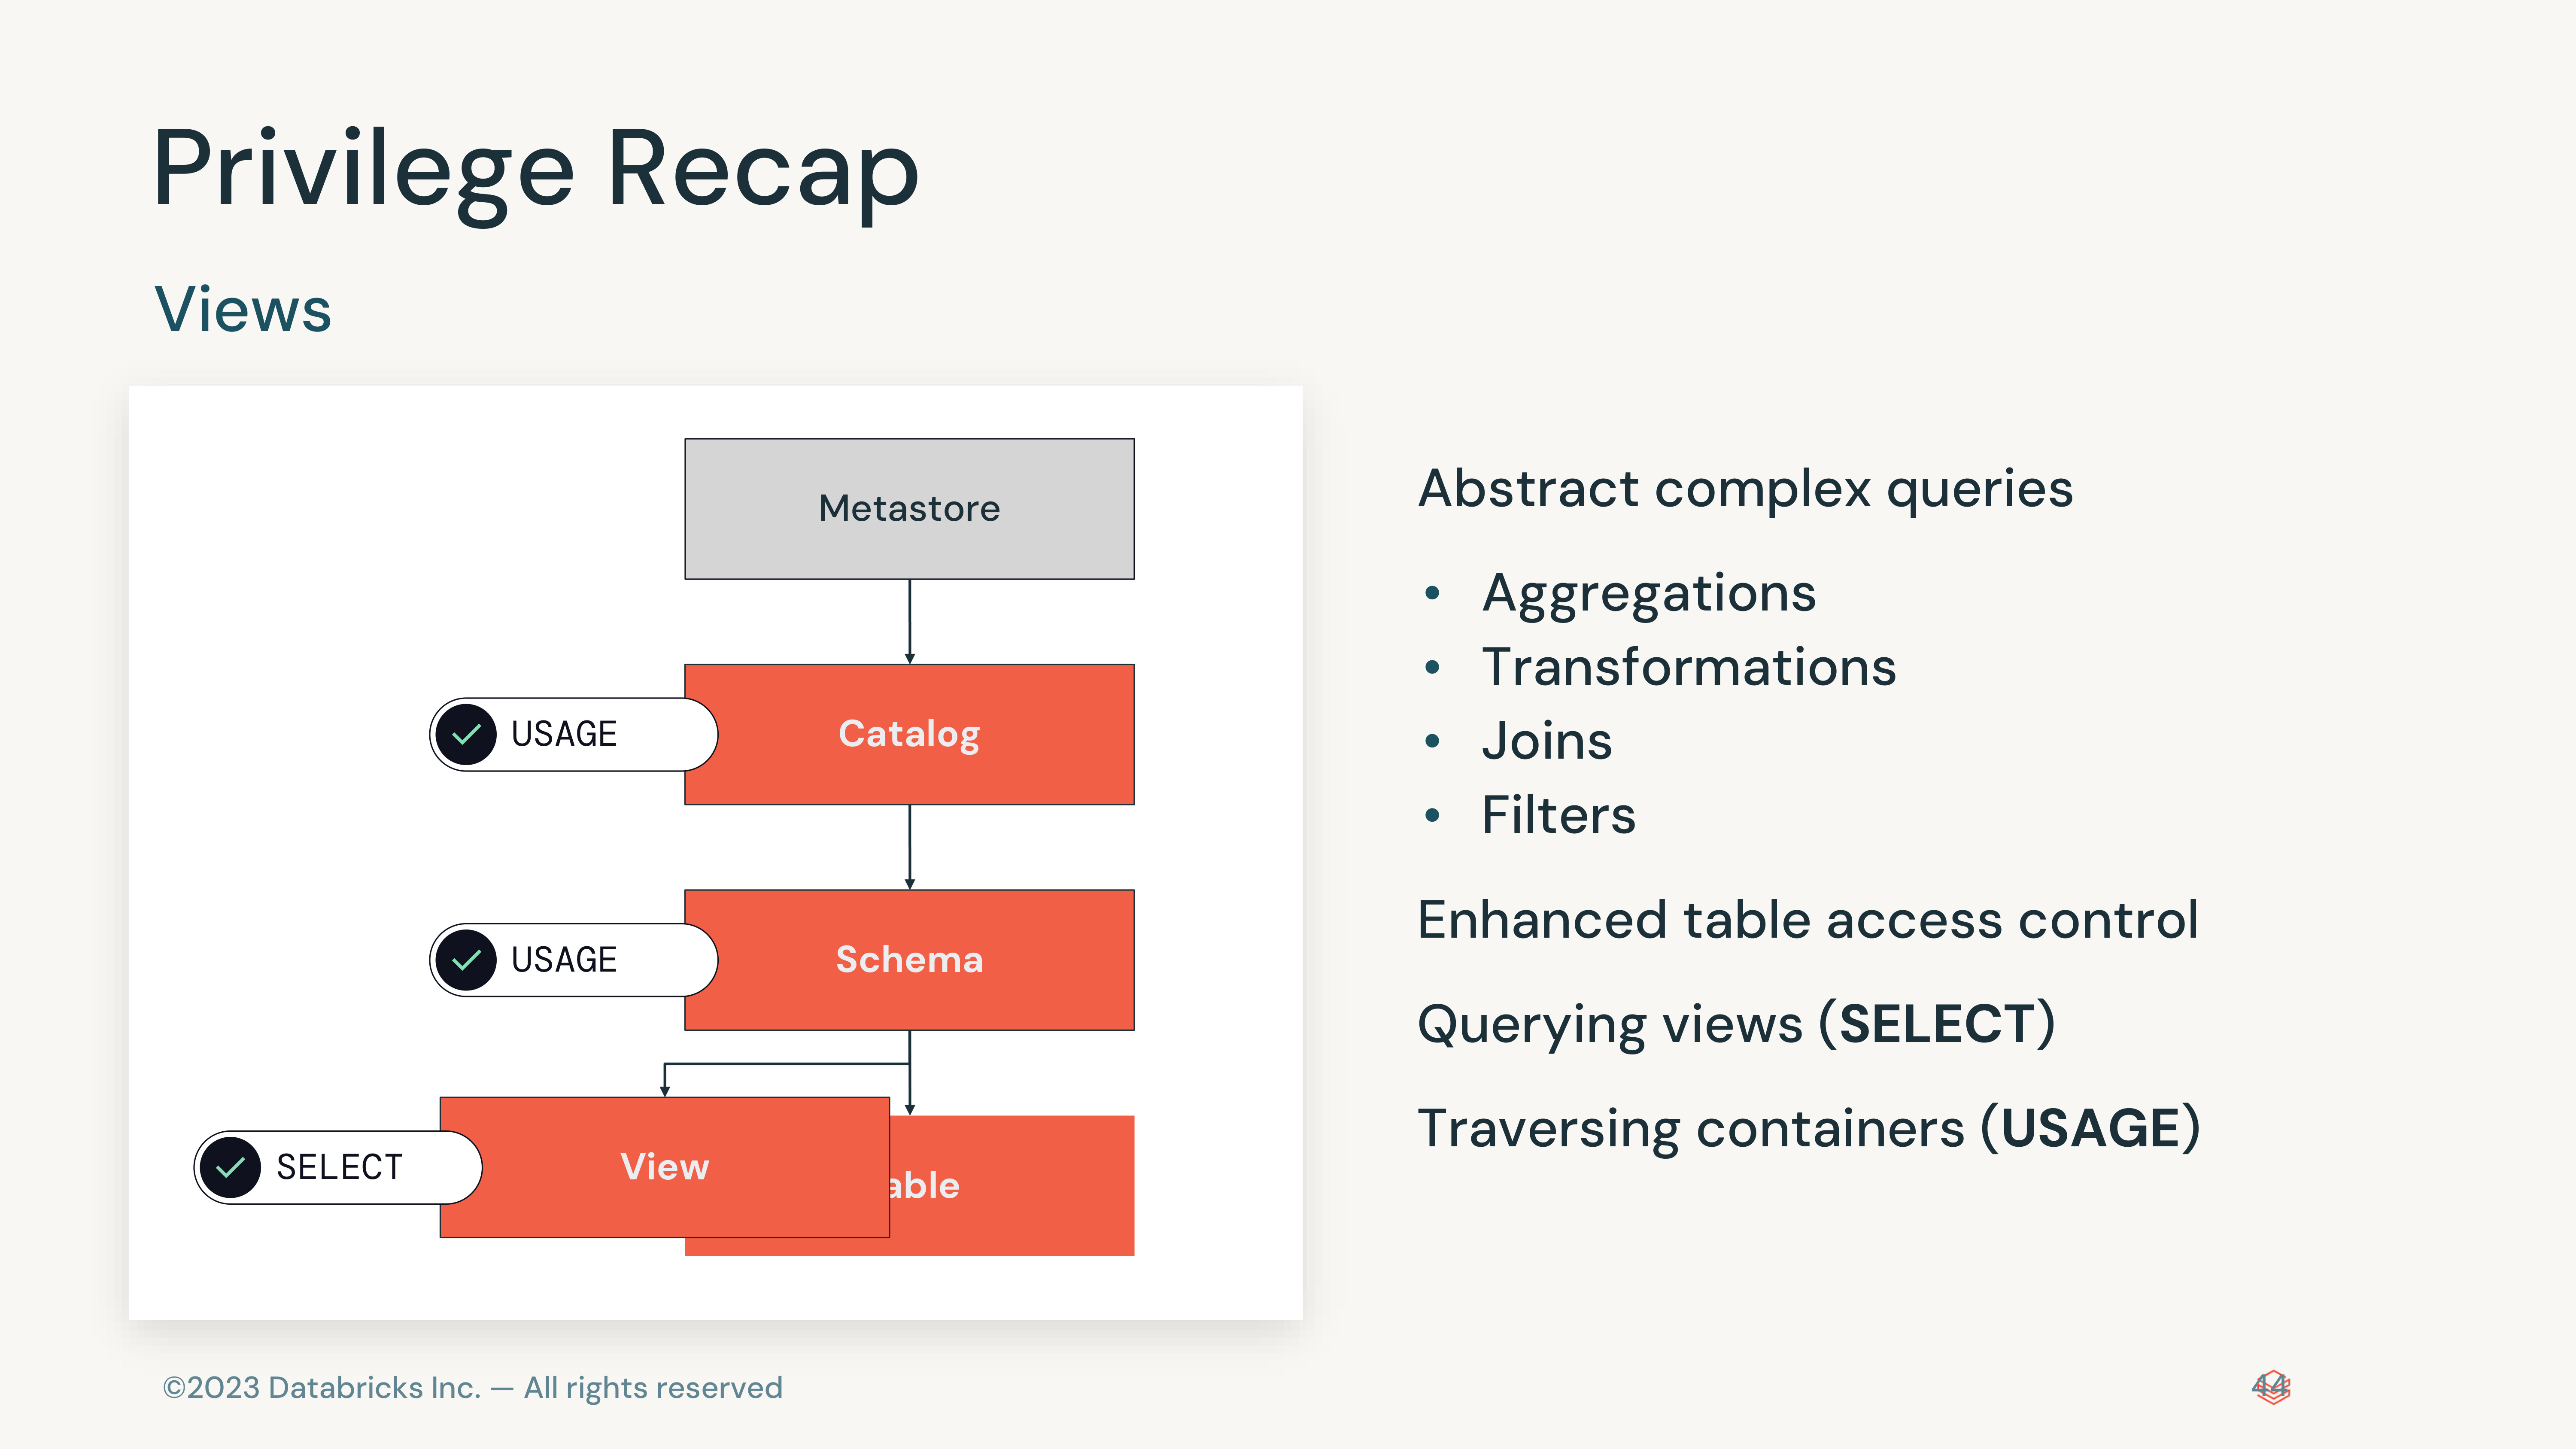 Privilege Recap
Views
Metastore
USAGE
Catalog
USAGE
Schema
SELECT
View
able
Abstract complex queries
• Aggregations
• Transformations
• Joins
• Filters
Enhanced table access control
Querying views (SELECT)
Traversing containers (USAGE)
©2023 Databricks Inc. — All rights reserved
44